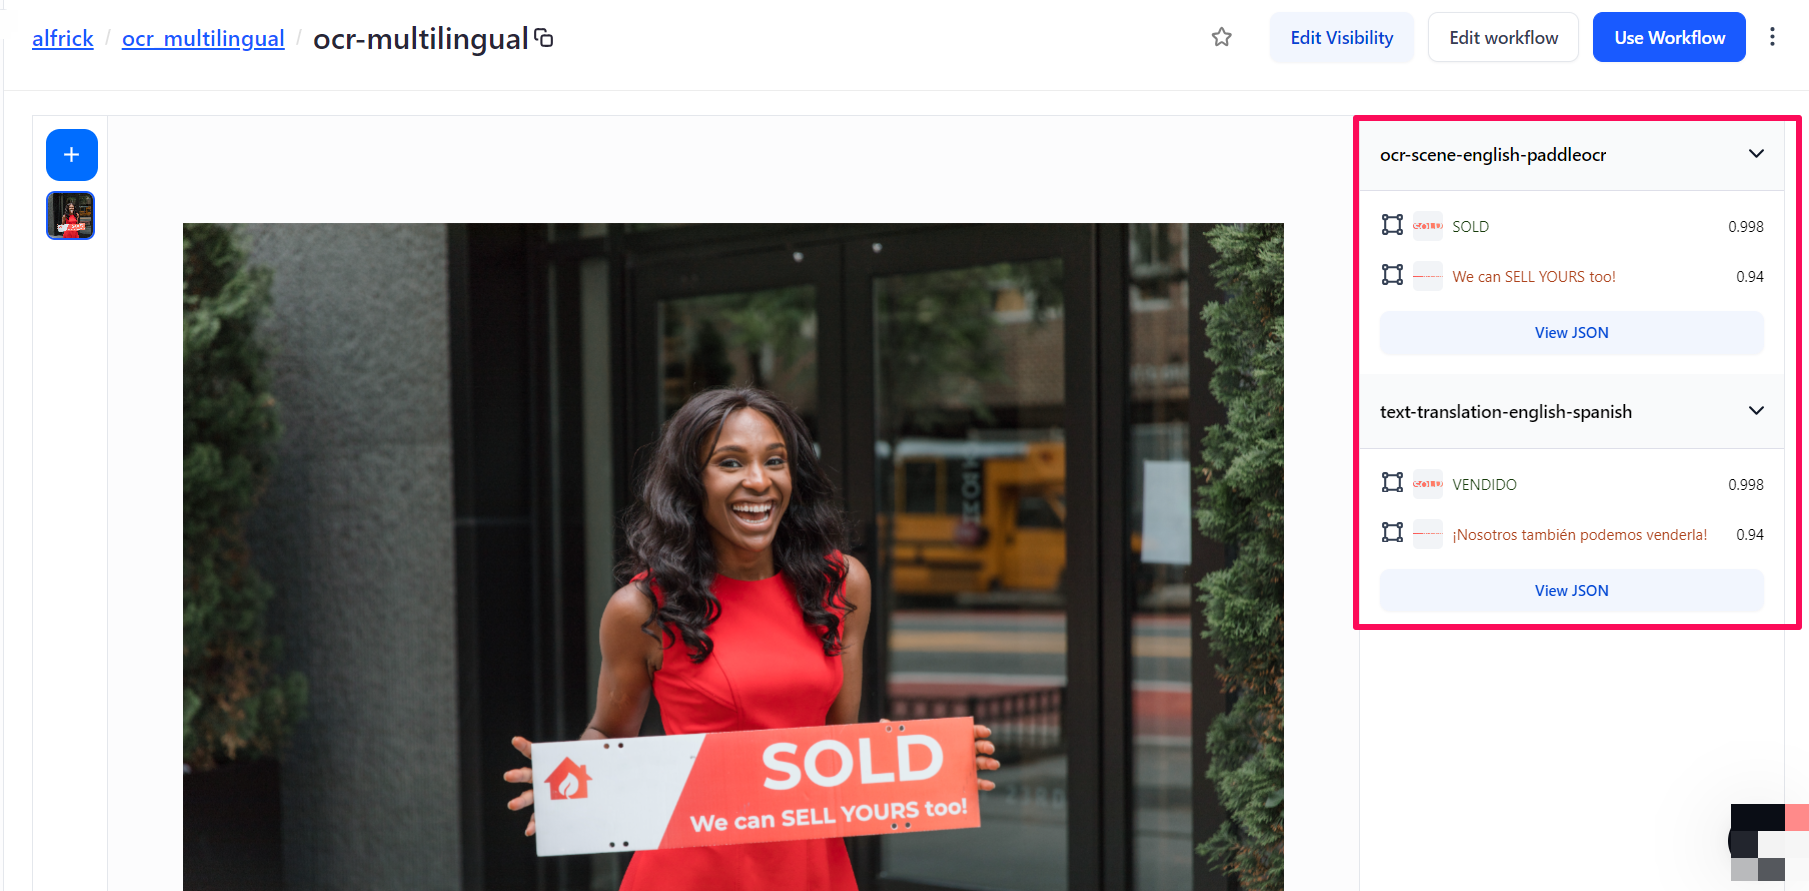 alfrick / ocr_multilingual / ocr-multilingual
Edit Visibility
Edit workflow
Use Workflow
+
SOLD
We can SELL YOURS too!
ocr-scene-english-paddleocr
SOLD 0.998
We can SELL YOURS too! 0.94
View JSON
text-translation-english-spanish
VENDIDO 0.998
¡Nosotros también podemos venderla! 0.94
View JSON